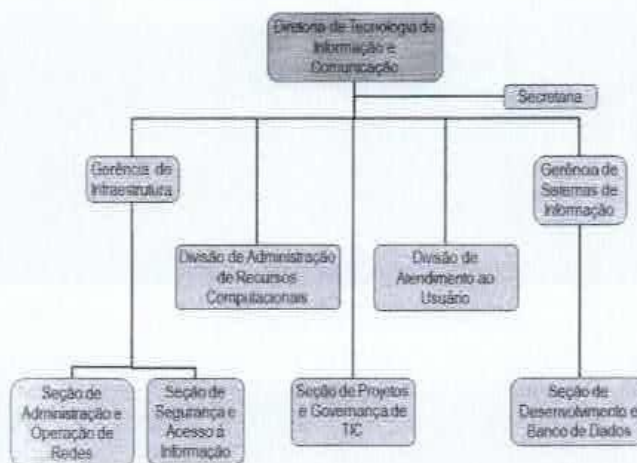 Diretoria de Tecnologia de
Informação e
Comunicação
Secretaria
Gerência de
Infraestrutura
Gerência de
Sistemas de
Informação
Divisão de Administração
de Recursos
Computacionais
Divisão de
Atendimento ao
Usuário
Seção de
Administração e
Operação de
Redes
Seção de
Segurança e
Acesso à
Informação
Seção de Projetos
e Governança de
TIC
Seção de
Desenvolvimento e
Banco de Dados